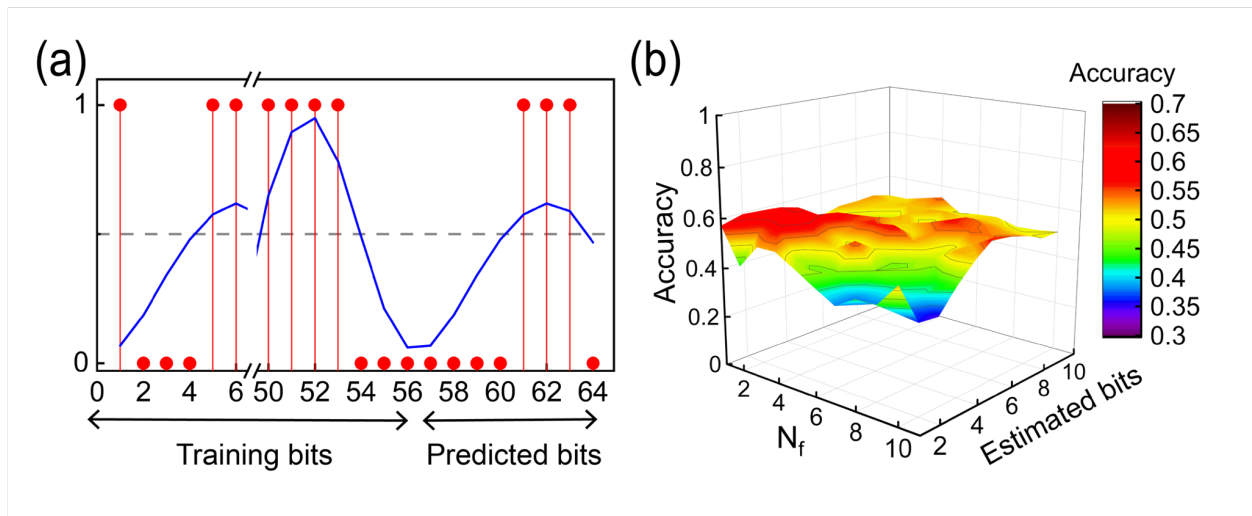 (a)
1
0
0 2 4 6 50 52 54 56 58 60 62 64
Training bits Predicted bits
(b)
Accuracy
0.7
0.65
0.6
0.55
0.5
0.45
0.4
0.35
0.3
1
0.8
0.6
0.4
0.2
0
Accuracy
2 4 6 8 10
Nf
2 4 6 8 10
Estimated bits